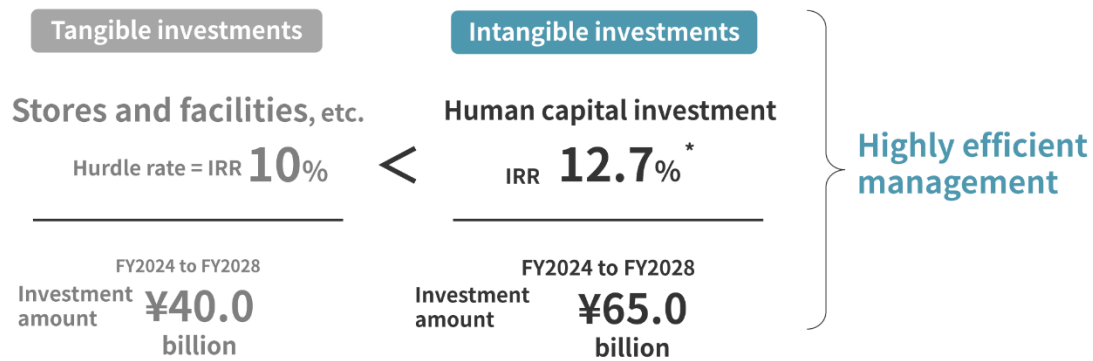 Tangible investments
Stores and facilities, etc.
Hurdle rate = IRR 10%
<
Intangible investments
Human capital investment
IRR 12.7%*
FY2024 to FY2028
Investment amount ¥40.0 billion
FY2024 to FY2028
Investment amount ¥65.0 billion
Highly efficient
management